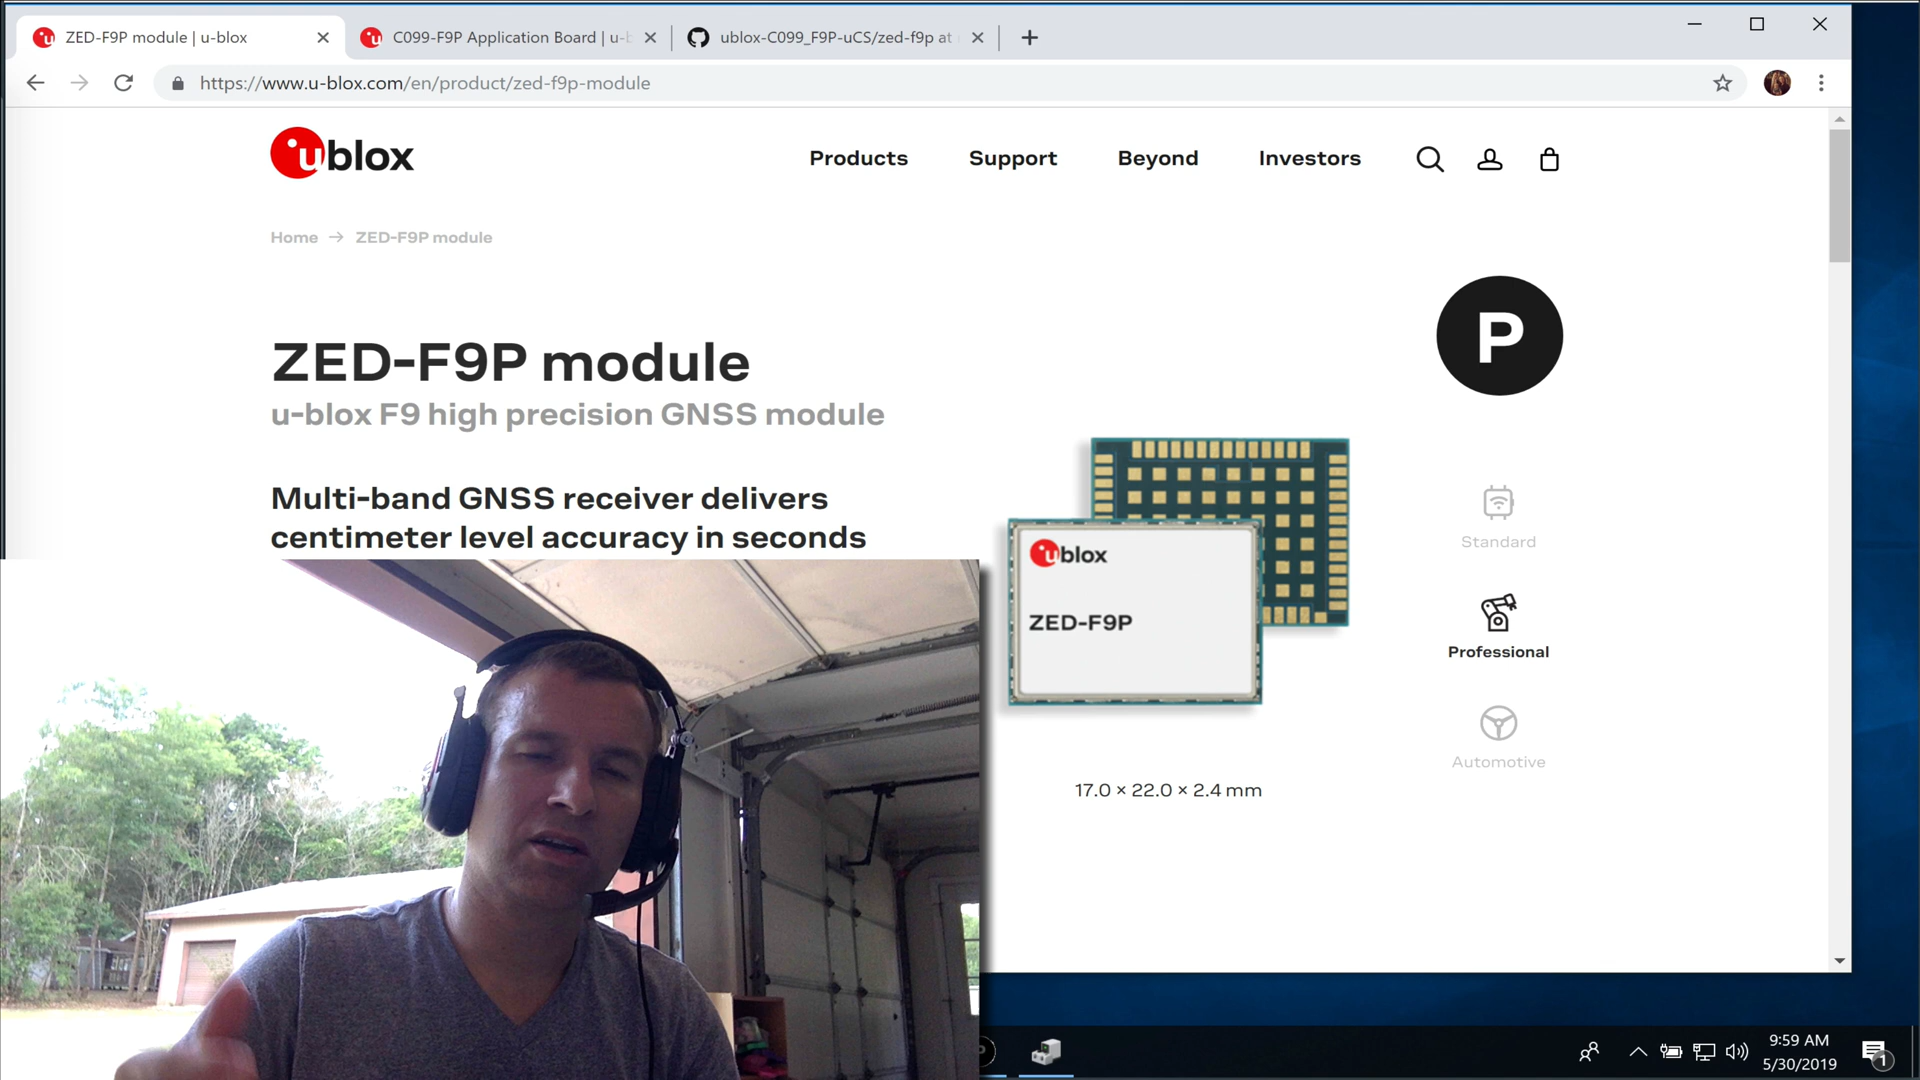 ZED-F9P module | u-blox
C099-F9P Application Board | u-b
ublox-C099_F9P-uCS/zed-f9p at
https://www.u-blox.com/en/product/zed-f9p-module
ublox
Products
Support
Beyond
Investors
Home → ZED-F9P module
P
ZED-F9P module
u-blox F9 high precision GNSS module
Multi-band GNSS receiver delivers
centimeter level accuracy in seconds
ublox
ZED-F9P
17.0 × 22.0 × 2.4 mm
Standard
Professional
Automotive
9:59 AM
5/30/2019
1